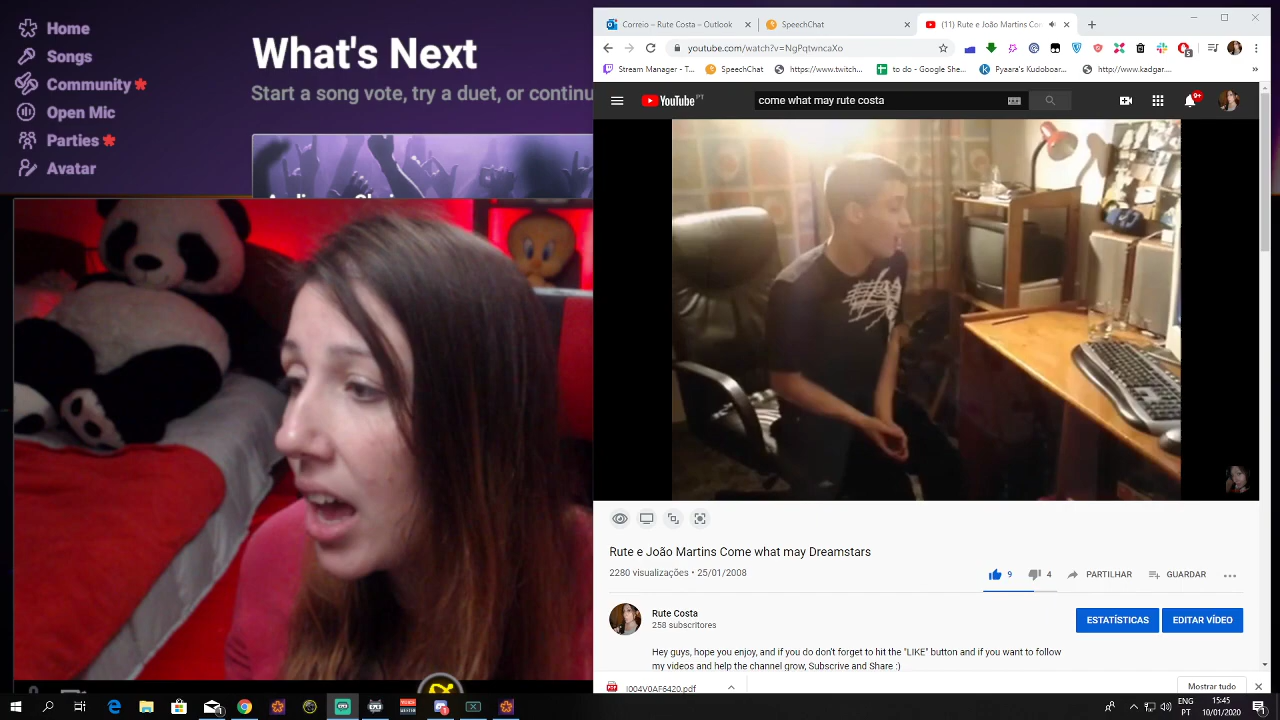 Home
Songs
Community *
Open Mic
Parties *
Avatar
What's Next
Start a song vote, try a duet, or continu
Correio – Rute Costa – Outlook
SpeechChat
(11) Rute e João Martins Co
youtube.com/watch?v=NgPqtwncaXo
Stream Manager - T...
SpeechChat
https://www.twitch...
to do - Google She...
Pyaara's Kudoboar...
http://www.kadgar...
»
YouTube PT
come what may rute costa
9+
Rute e João Martins Come what may Dreamstars
2280 visualizações • 25/01/2008
9
4
PARTILHAR
GUARDAR
Rute Costa
258 subscritores
ESTATÍSTICAS
EDITAR VÍDEO
Hey guys, hope you enjoy, and if you do don't forget to hit the "LIKE" button and if you want to follow
my videos and help the channel grow, Subscrive and Share :)
I004V0AF6420.pdf
Mostrar tudo
ENG
PT
15:45
10/01/2020